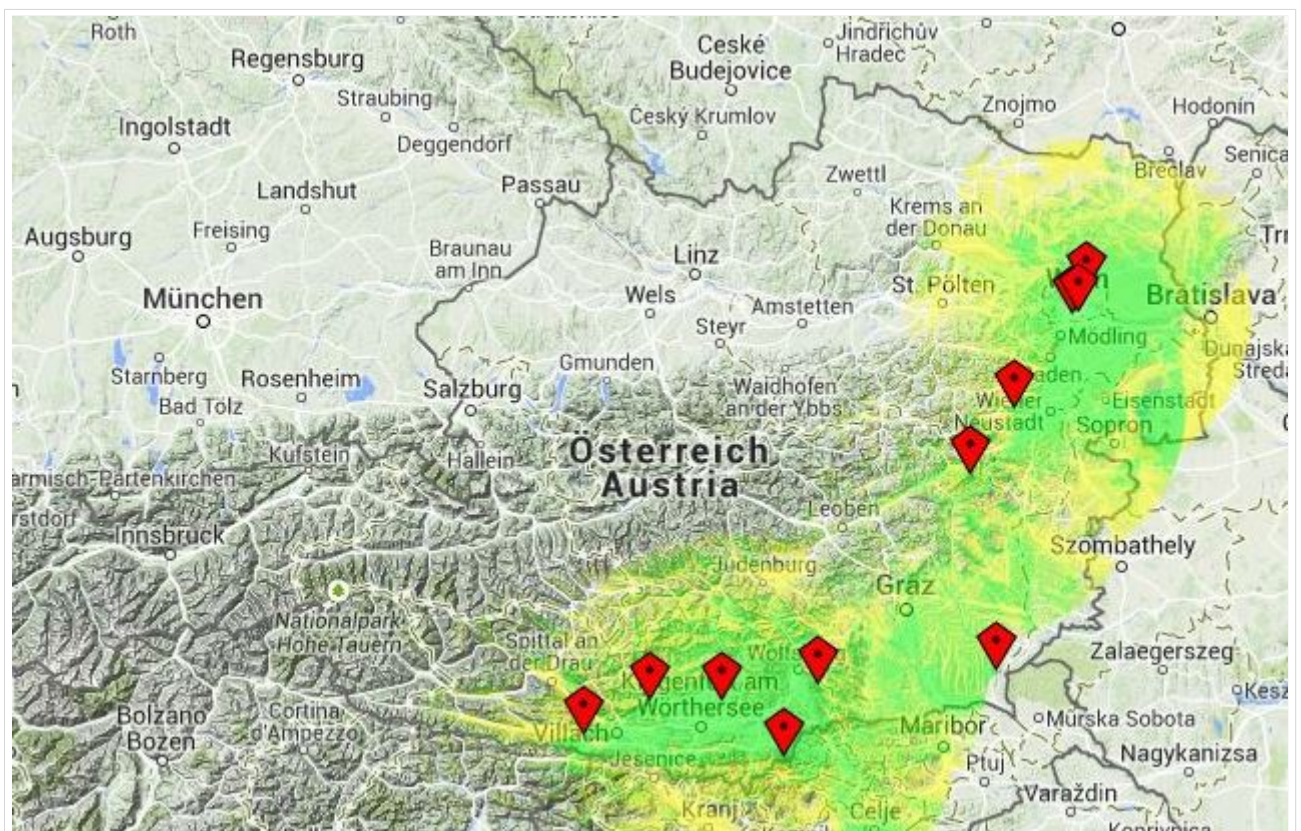 Roth
Regensburg
Straubing
Ingolstadt
Deggendorf
Landshut
Passau
Augsburg
Freising
Braunau
am Inn
München
Starnberg
Rosenheim
Bad Tölz
Salzburg
Kufstein
Hallein
Innsbruck
České
Budejovice
Jindřichův
Hradec
Český Krumlov
Znojmo
Hodonín
Břeclav
Senica
Zwettl
Krems an
der Donau
Linz
Wels
St. Pölten
Amstetten
Steyr
Gmunden
Waidhofen
an der Ybbs
Bratislava
Mödling
Wiener
Neustadt
Eisenstadt
Sopron
Österreich
Austria
Leoben
Szombathely
Judenburg
Graz
Nationalpark
Hohe Tauern
Spittal an
der Drau
Wörthersee
Villach
Jesenice
Bolzano
Bozen
Cortina
d'Ampezzo
Zalaegerszeg
Maribor
Murska Sobota
Nagykanizsa
Ptuj
Varaždin
Kranj
Celje